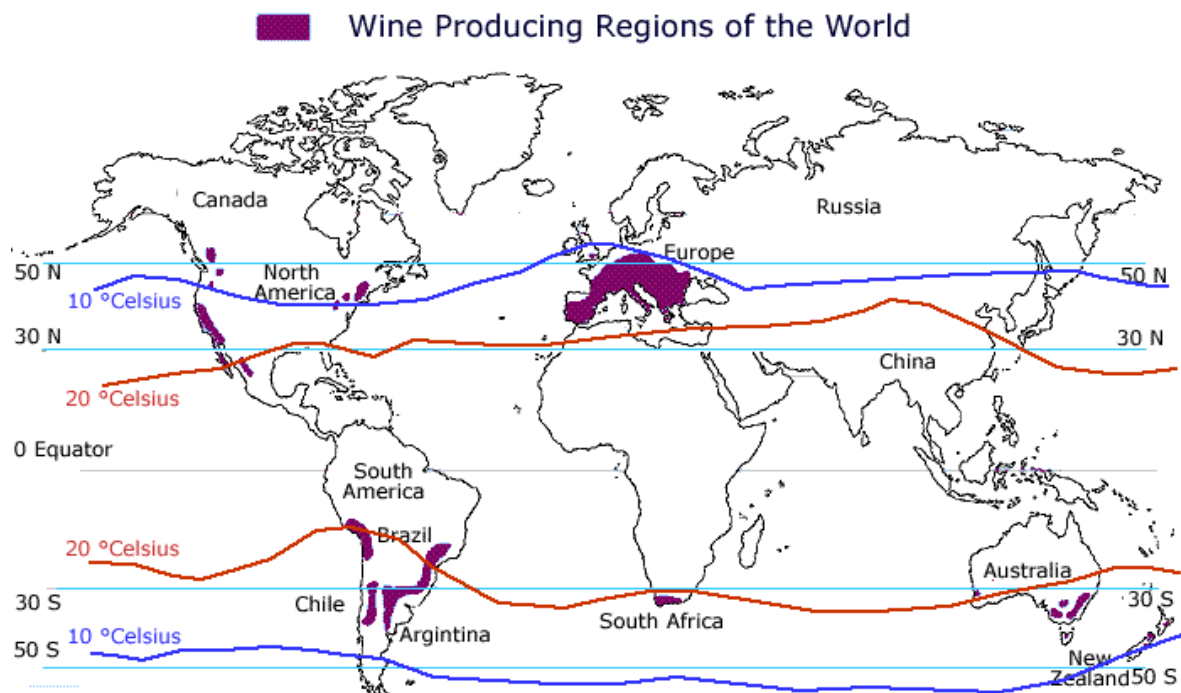 Wine Producing Regions of the World
Canada
Russia
Europe
50 N
North
America
50 N
10 °Celsius
30 N
30 N
China
20 °Celsius
0 Equator
South
America
Brazil
20 °Celsius
Australia
30 S
Chile
30 S
South Africa
10 °Celsius
Argintina
50 S
New
Zealand
50 S